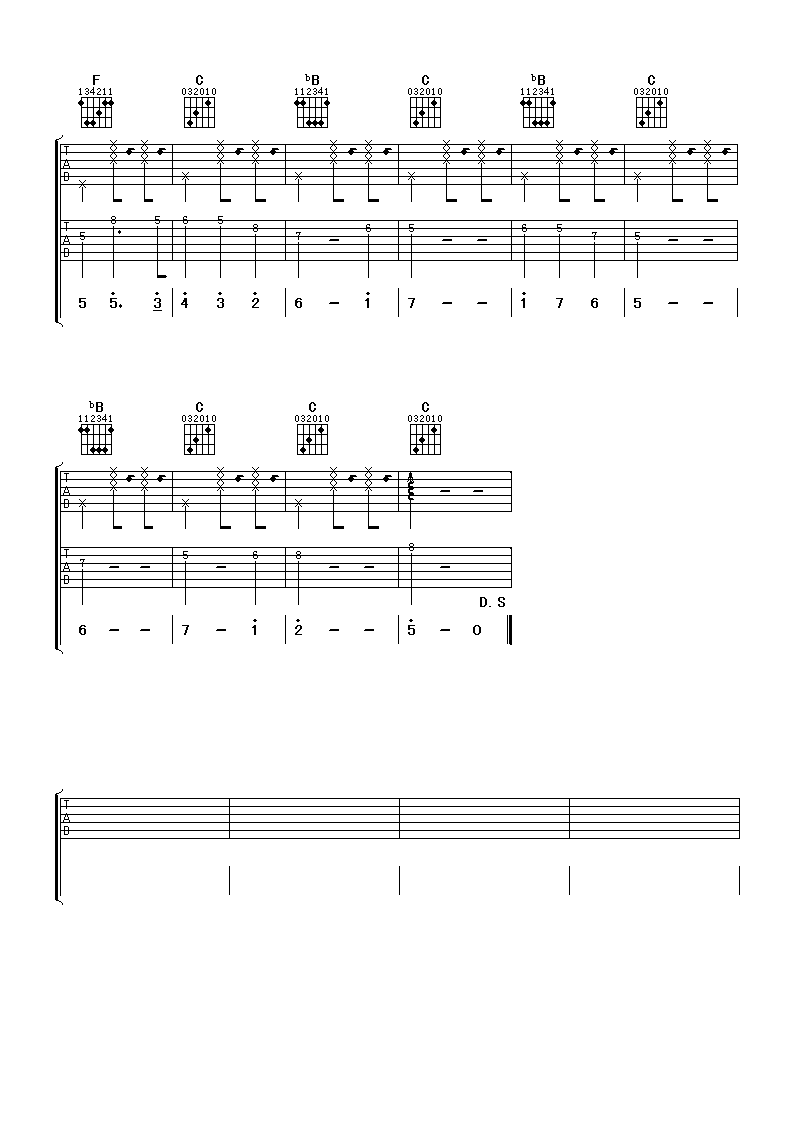 F C ♭B C ♭B C
134211 032010 112341 032010 112341 032010
T
A
B
8 5 6 5
T 8 6 5 6 5
A 5 7 5 7 5
B
5 5. 3 4 3 2 6 – 1 7 – – 1 7 6 5 – –
♭B C C C
112341 032010 032010 032010
T
A
B
8
T 5 6 8
A 7
B
D. S
6 – – 7 – 1 2 – – 5 – 0
T
A
B